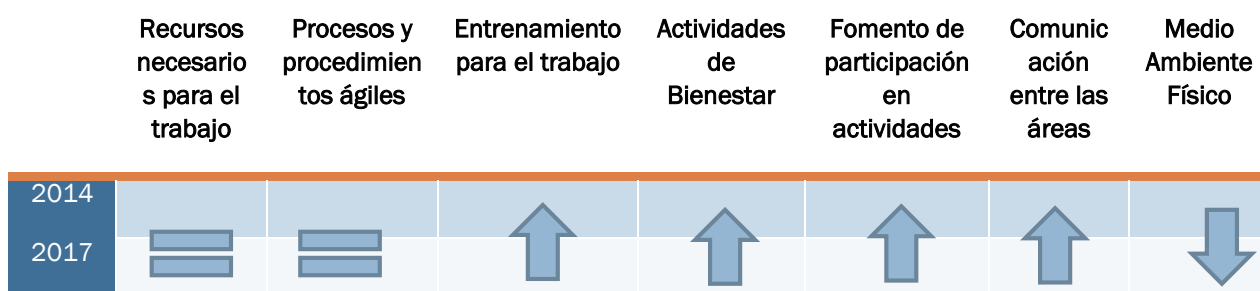 Recursos
necesario
s para el
trabajo
Procesos y
procedimien
tos ágiles
Entrenamiento
para el trabajo
Actividades
de
Bienestar
Fomento de
participación
en
actividades
Comunic
ación
entre las
áreas
Medio
Ambiente
Físico
2014
2017